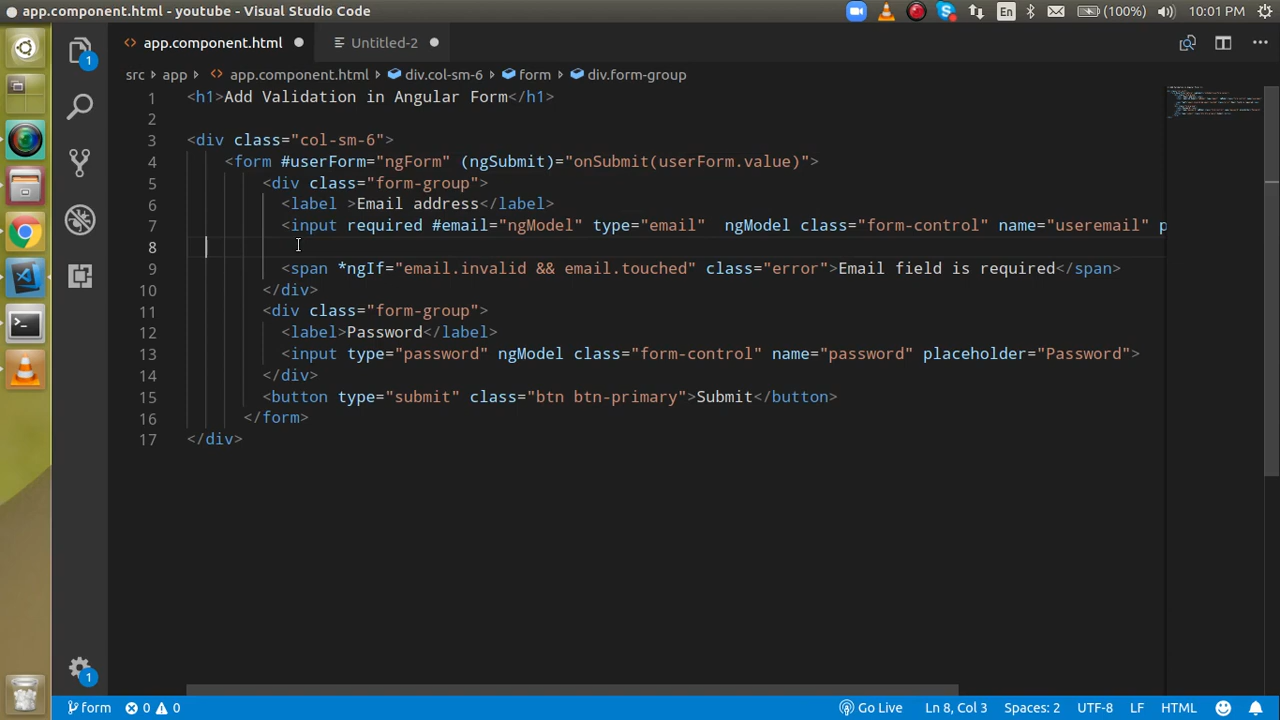 app.component.html - youtube - Visual Studio Code
En
(100%)
10:01 PM
app.component.html
Untitled-2
1
src
app
app.component.html
div.col-sm-6
form
div.form-group
1 <h1>Add Validation in Angular Form</h1>
2
3 <div class="col-sm-6">
4 <form #userForm="ngForm" (ngSubmit)="onSubmit(userForm.value)">
5 <div class="form-group">
6 <label >Email address</label>
7 <input required #email="ngModel" type="email" ngModel class="form-control" name="useremail" p
8
9 <span *ngIf="email.invalid && email.touched" class="error">Email field is required</span>
10 </div>
11 <div class="form-group">
12 <label>Password</label>
13 <input type="password" ngModel class="form-control" name="password" placeholder="Password">
14 </div>
15 <button type="submit" class="btn btn-primary">Submit</button>
16 </form>
17 </div>
1
form
0
0
Go Live
Ln 8, Col 3
Spaces: 2
UTF-8
LF
HTML